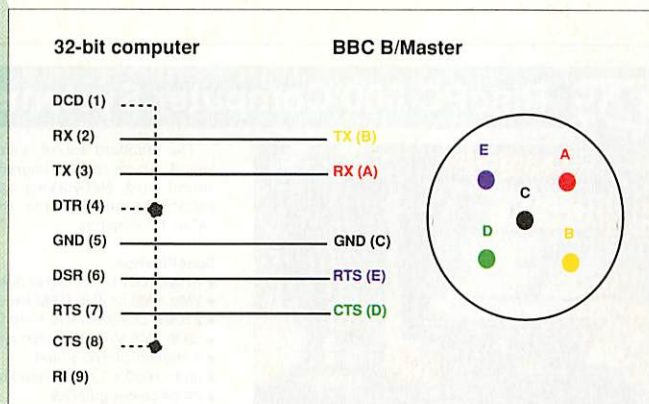 32-bit computer BBC B/Master
DCD (1)
RX (2) TX (B)
TX (3) RX (A)
DTR (4)
GND (5) GND (C)
DSR (6) RTS (E)
RTS (7) CTS (D)
CTS (8)
RI (9)
E A
C
D B